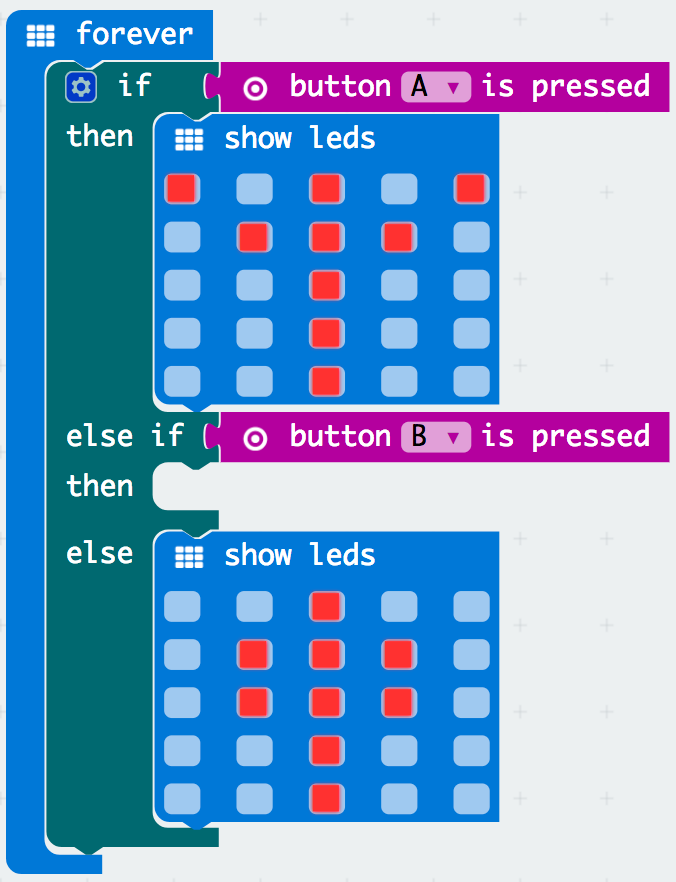 forever
if button A ▼ is pressed
then show leds
else if button B ▼ is pressed
then
else show leds